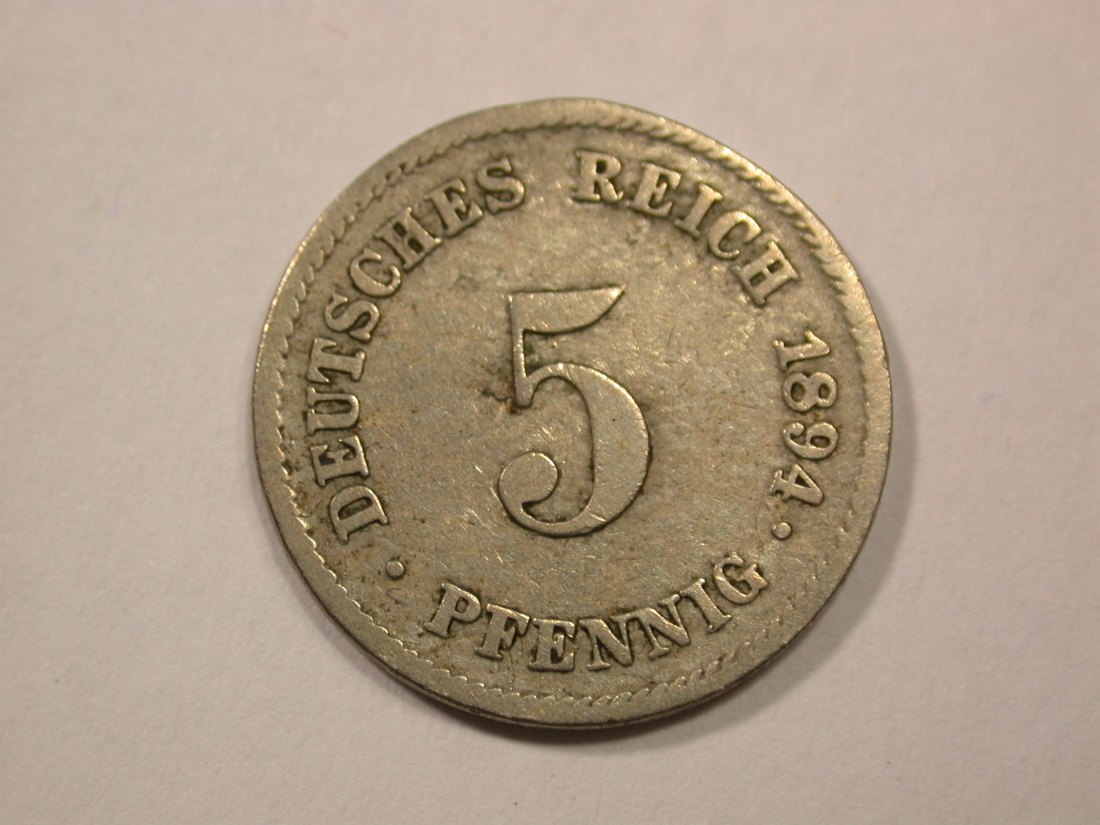 DEUTSCHES REICH 1894
5
· PFENNIG ·